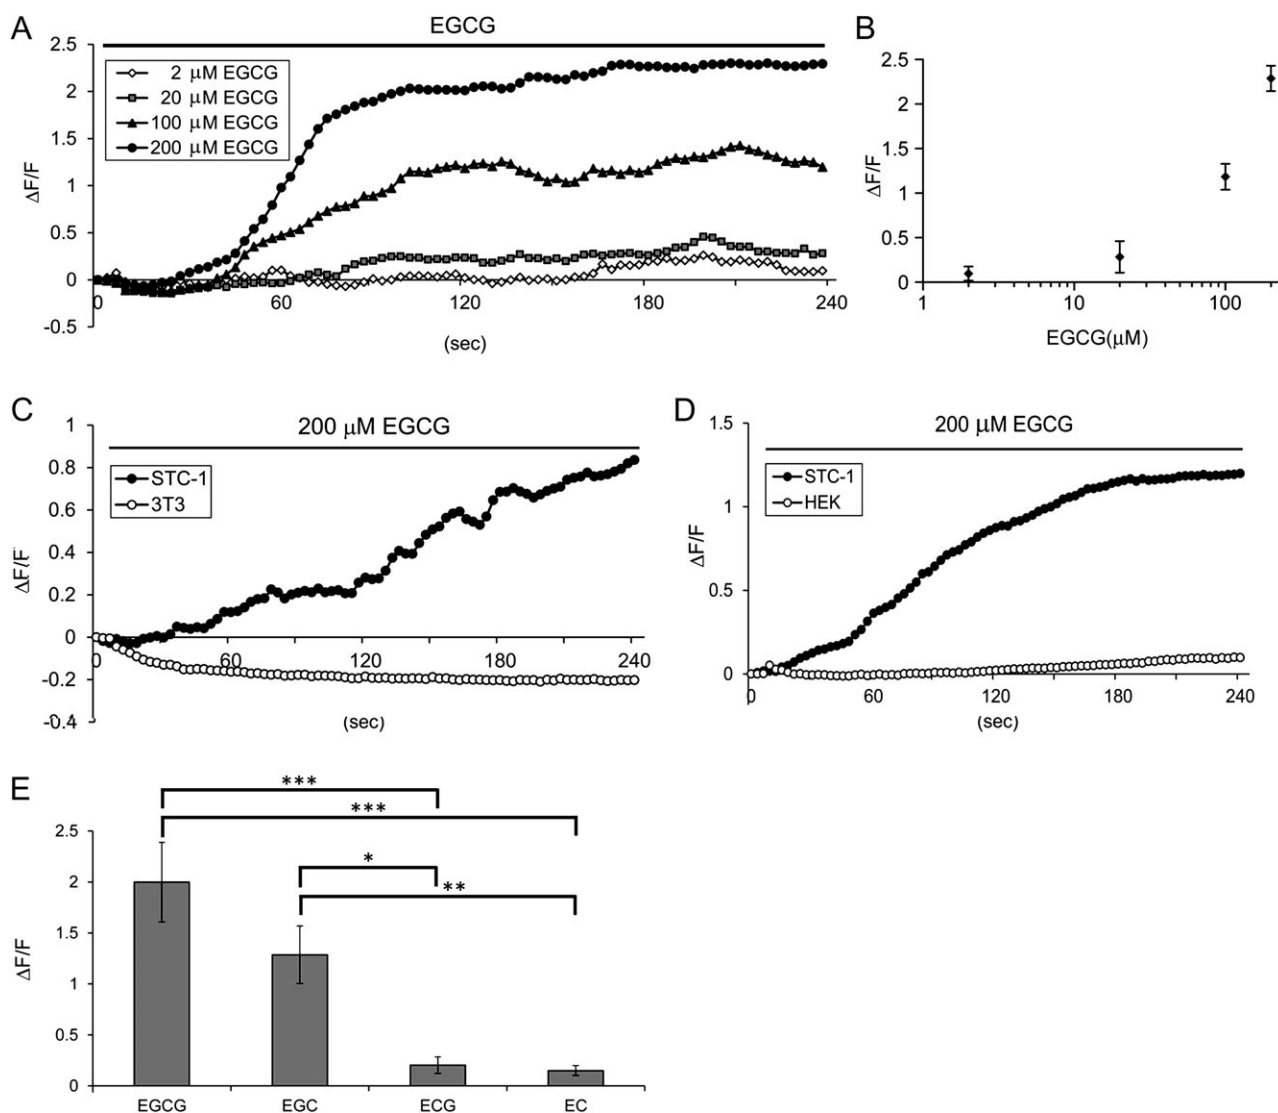 A
EGCG
2.5
2
1.5
1
0.5
0
-0.5
ΔF/F
2 μM EGCG
20 μM EGCG
100 μM EGCG
200 μM EGCG
0 60 120 180 240
(sec)
B
2.5
2
1.5
1
0.5
0
ΔF/F
1 10 100
EGCG(μM)
C
200 μM EGCG
1
0.8
0.6
0.4
0.2
0
-0.2
-0.4
ΔF/F
STC-1
3T3
0 60 120 180 240
(sec)
D
200 μM EGCG
1.5
1
0.5
0
ΔF/F
STC-1
HEK
0 60 120 180 240
(sec)
E
***
***
*
**
2.5
2
1.5
1
0.5
0
ΔF/F
EGCG EGC ECG EC